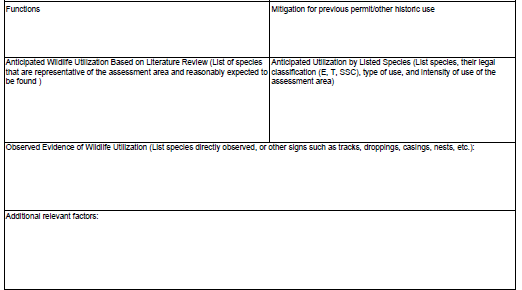 Functions
Mitigation for previous permit/other historic use
Anticipated Wildlife Utilization Based on Literature Review (List of species
that are representative of the assessment area and reasonably expected to
be found )
Anticipated Utilization by Listed Species (List species, their legal
classification (E, T, SSC), type of use, and intensity of use of the
assessment area)
Observed Evidence of Wildlife Utilization (List species directly observed, or other signs such as tracks, droppings, casings, nests, etc.):
Additional relevant factors: